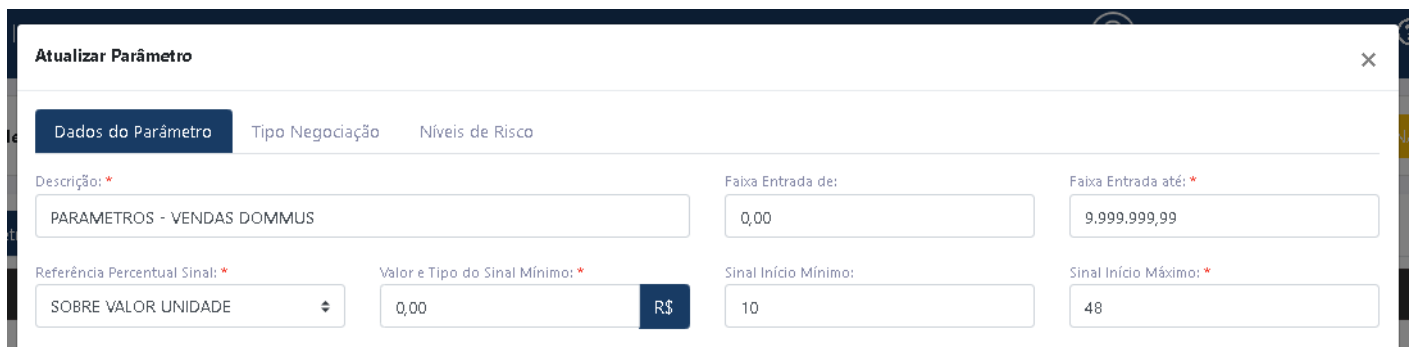 Atualizar Parâmetro ×
Dados do Parâmetro Tipo Negociação Níveis de Risco
Descrição: * Faixa Entrada de: Faixa Entrada até: *
PARAMETROS - VENDAS DOMMUS 0,00 9.999.999,99
Referência Percentual Sinal: * Valor e Tipo do Sinal Mínimo: * Sinal Início Mínimo: Sinal Início Máximo: *
SOBRE VALOR UNIDADE 0,00 R$ 10 48